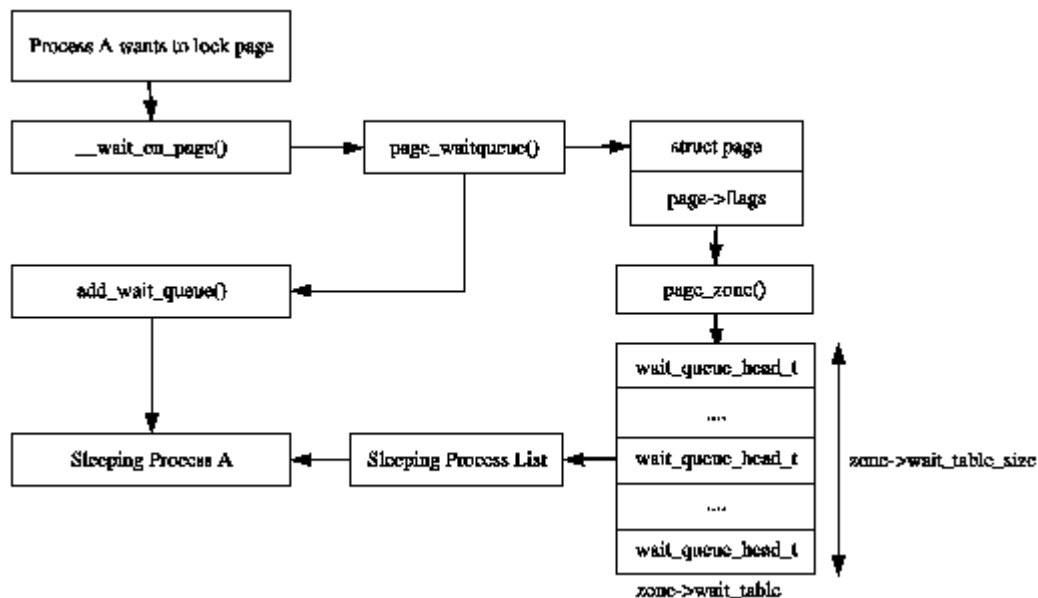 Process A wants to lock page
__wait_on_page()
page_waitqueue()
struct page
page->flags
add_wait_queue()
page_zone()
wait_queue_head_t
....
wait_queue_head_t
....
wait_queue_head_t
zone->wait_table_size
Sleeping Process A
Sleeping Process List
zone->wait_table